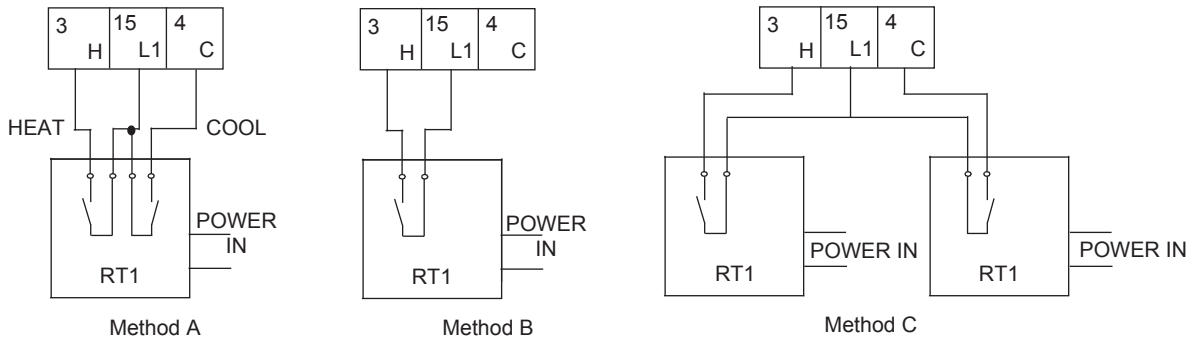 3 15 4
H L1 C
HEAT COOL
POWER
IN
RT1
Method A
3 15 4
H L1 C
POWER
IN
RT1
Method B
3 15 4
H L1 C
POWER IN
RT1
POWER IN
RT1
Method C